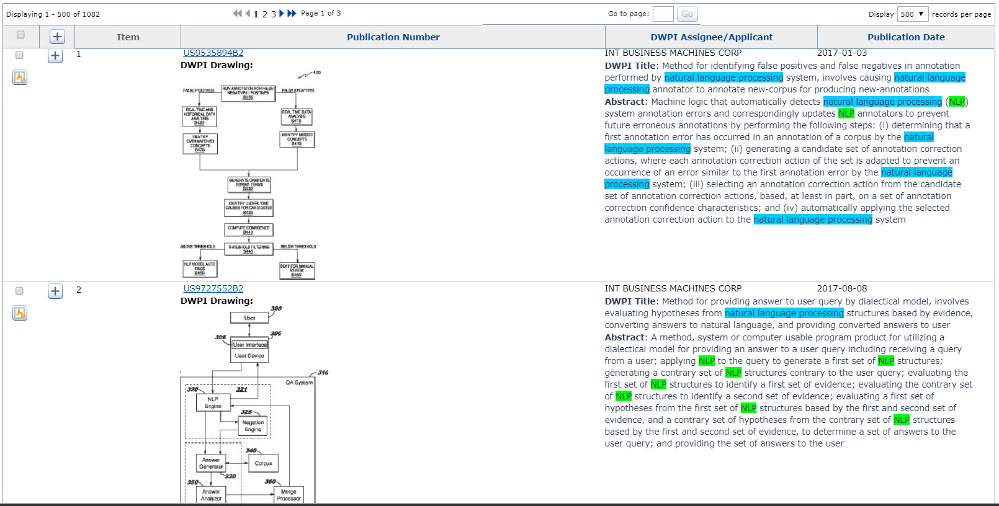 Displaying 1 - 500 of 1082
1 2 3 Page 1 of 3
Go to page: Go
Display 500 records per page
Item Publication Number DWPI Assignee/Applicant Publication Date
1 US9535894B2 INT BUSINESS MACHINES CORP 2017-01-03
DWPI Drawing:
400
RUN ANNOTATOR FOR FALSE
NEGATIVES / POSITIVES
S405
FALSE POSITIVES
FALSE NEGATIVES
REAL TIME AND
HISTORICAL DATA
ANALYSIS
S420
REAL TIME DATA
ANALYSIS
S410
IDENTIFY
OVERMATCHED
CONCEPTS
S425
IDENTIFY MISSED
CONCEPTS
S415
GENERATE CANDIDATE
DOMAIN TERMS
S430
IDENTIFY UNDERLYING
CAUSES FOR CANDIDATES
S435
COMPUTE CONFIDENCE
S440
ABOVE THRESHOLD
THRESHOLD FILTERING
S445
BELOW THRESHOLD
NLP MODEL AUTO
FIXES
S450
SENT FOR MANUAL
REVIEW
S455
DWPI Title: Method for identifying false positives and false negatives in annotation
performed by natural language processing system, involves causing natural language
processing annotator to annotate new-corpus for producing new-annotations
Abstract: Machine logic that automatically detects natural language processing (NLP)
system annotation errors and correspondingly updates NLP annotators to prevent
future erroneous annotations by performing the following steps: (i) determining that a
first annotation error has occurred in an annotation of a corpus by the natural
language processing system; (ii) generating a candidate set of annotation correction
actions, where each annotation correction action of the set is adapted to prevent an
occurrence of an error similar to the first annotation error by the natural language
processing system; (iii) selecting an annotation correction action from the candidate
set of annotation correction actions, based, at least in part, on a set of annotation
correction confidence characteristics; and (iv) automatically applying the selected
annotation correction action to the natural language processing system
2 US9727552B2 INT BUSINESS MACHINES CORP 2017-08-08
DWPI Drawing:
300
User
306
305
User Interface
User Device
310
QA System
320
321
NLP
Engine
325
Negation
Engine
340
Answer
Generator
Corpus
330
350
360
Answer
Analyzer
Merge
Processor
DWPI Title: Method for providing answer to user query by dialectical model, involves
evaluating hypotheses from natural language processing structures based by evidence,
converting answers to natural language, and providing converted answers to user
Abstract: A method, system or computer usable program product for utilizing a
dialectical model for providing an answer to a user query including receiving a query
from a user; applying NLP to the query to generate a first set of NLP structures;
generating a contrary set of NLP structures contrary to the user query; evaluating the
first set of NLP structures to identify a first set of evidence; evaluating the contrary set
of NLP structures to identify a second set of evidence; evaluating a first set of
hypotheses from the first set of NLP structures based by the first and second set of
evidence, and a contrary set of hypotheses from the contrary set of NLP structures
based by the first and second set of evidence, to determine a set of answers to the
user query; and providing the set of answers to the user